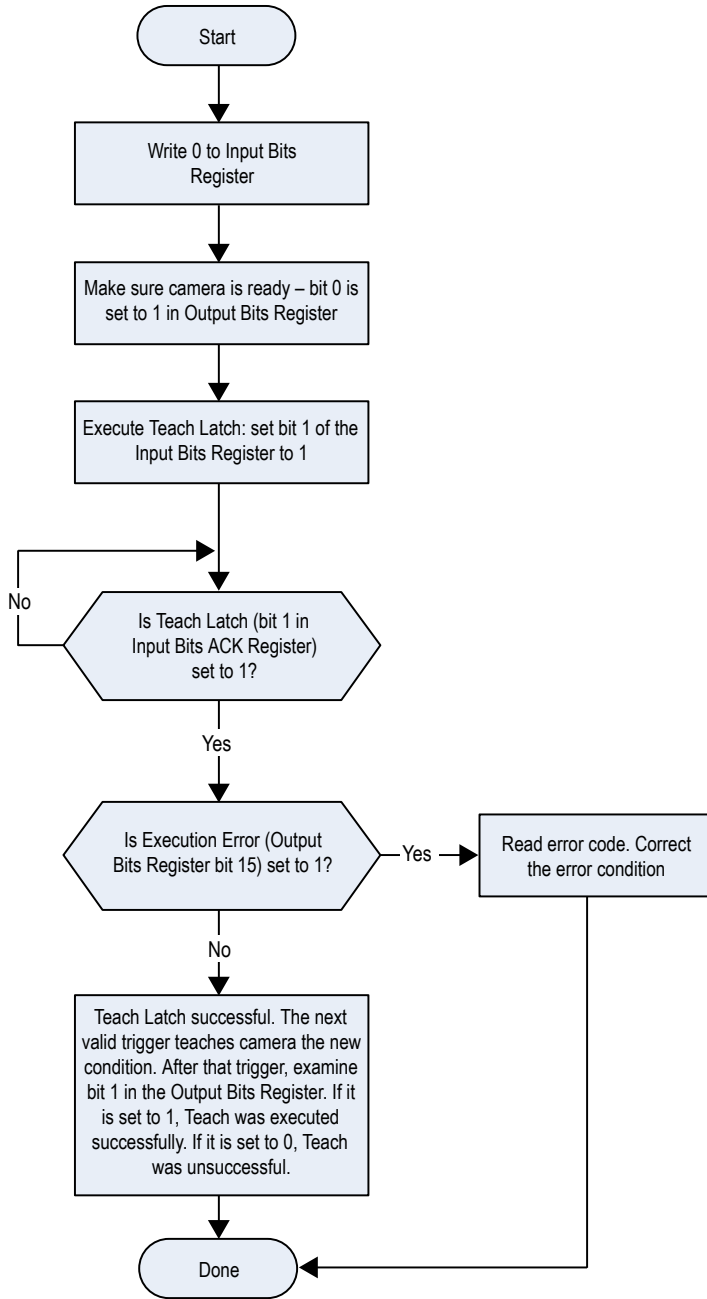 Start
Write 0 to Input Bits
Register
Make sure camera is ready – bit 0 is
set to 1 in Output Bits Register
Execute Teach Latch: set bit 1 of the
Input Bits Register to 1
No
Is Teach Latch (bit 1 in
Input Bits ACK Register)
set to 1?
Yes
Is Execution Error (Output
Bits Register bit 15) set to 1?
Yes
Read error code. Correct
the error condition
No
Teach Latch successful. The next
valid trigger teaches camera the new
condition. After that trigger, examine
bit 1 in the Output Bits Register. If it
is set to 1, Teach was executed
successfully. If it is set to 0, Teach
was unsuccessful.
Done